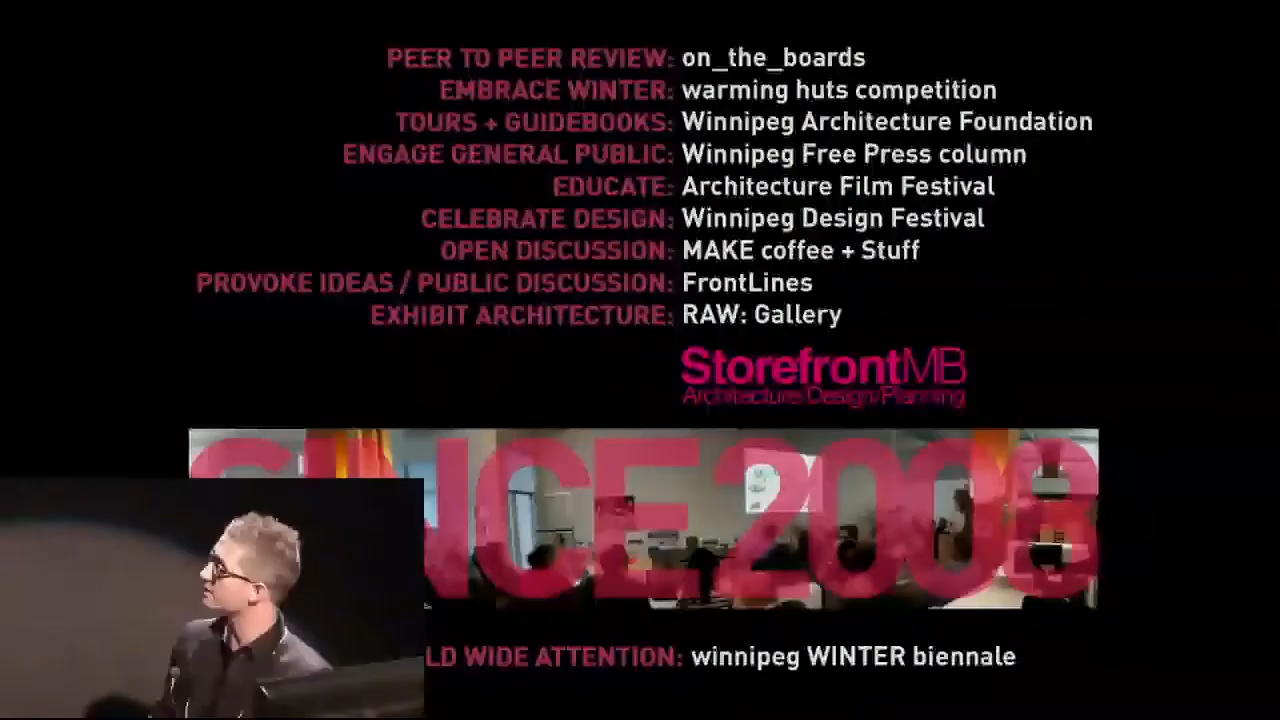 PEER TO PEER REVIEW: on_the_boards
EMBRACE WINTER: warming huts competition
TOURS + GUIDEBOOKS: Winnipeg Architecture Foundation
ENGAGE GENERAL PUBLIC: Winnipeg Free Press column
EDUCATE: Architecture Film Festival
CELEBRATE DESIGN: Winnipeg Design Festival
OPEN DISCUSSION: MAKE coffee + Stuff
PROVOKE IDEAS / PUBLIC DISCUSSION: FrontLines
EXHIBIT ARCHITECTURE: RAW: Gallery
StorefrontMB
Architecture/Design/Planning
SINCE2008
LD WIDE ATTENTION: winnipeg WINTER biennale